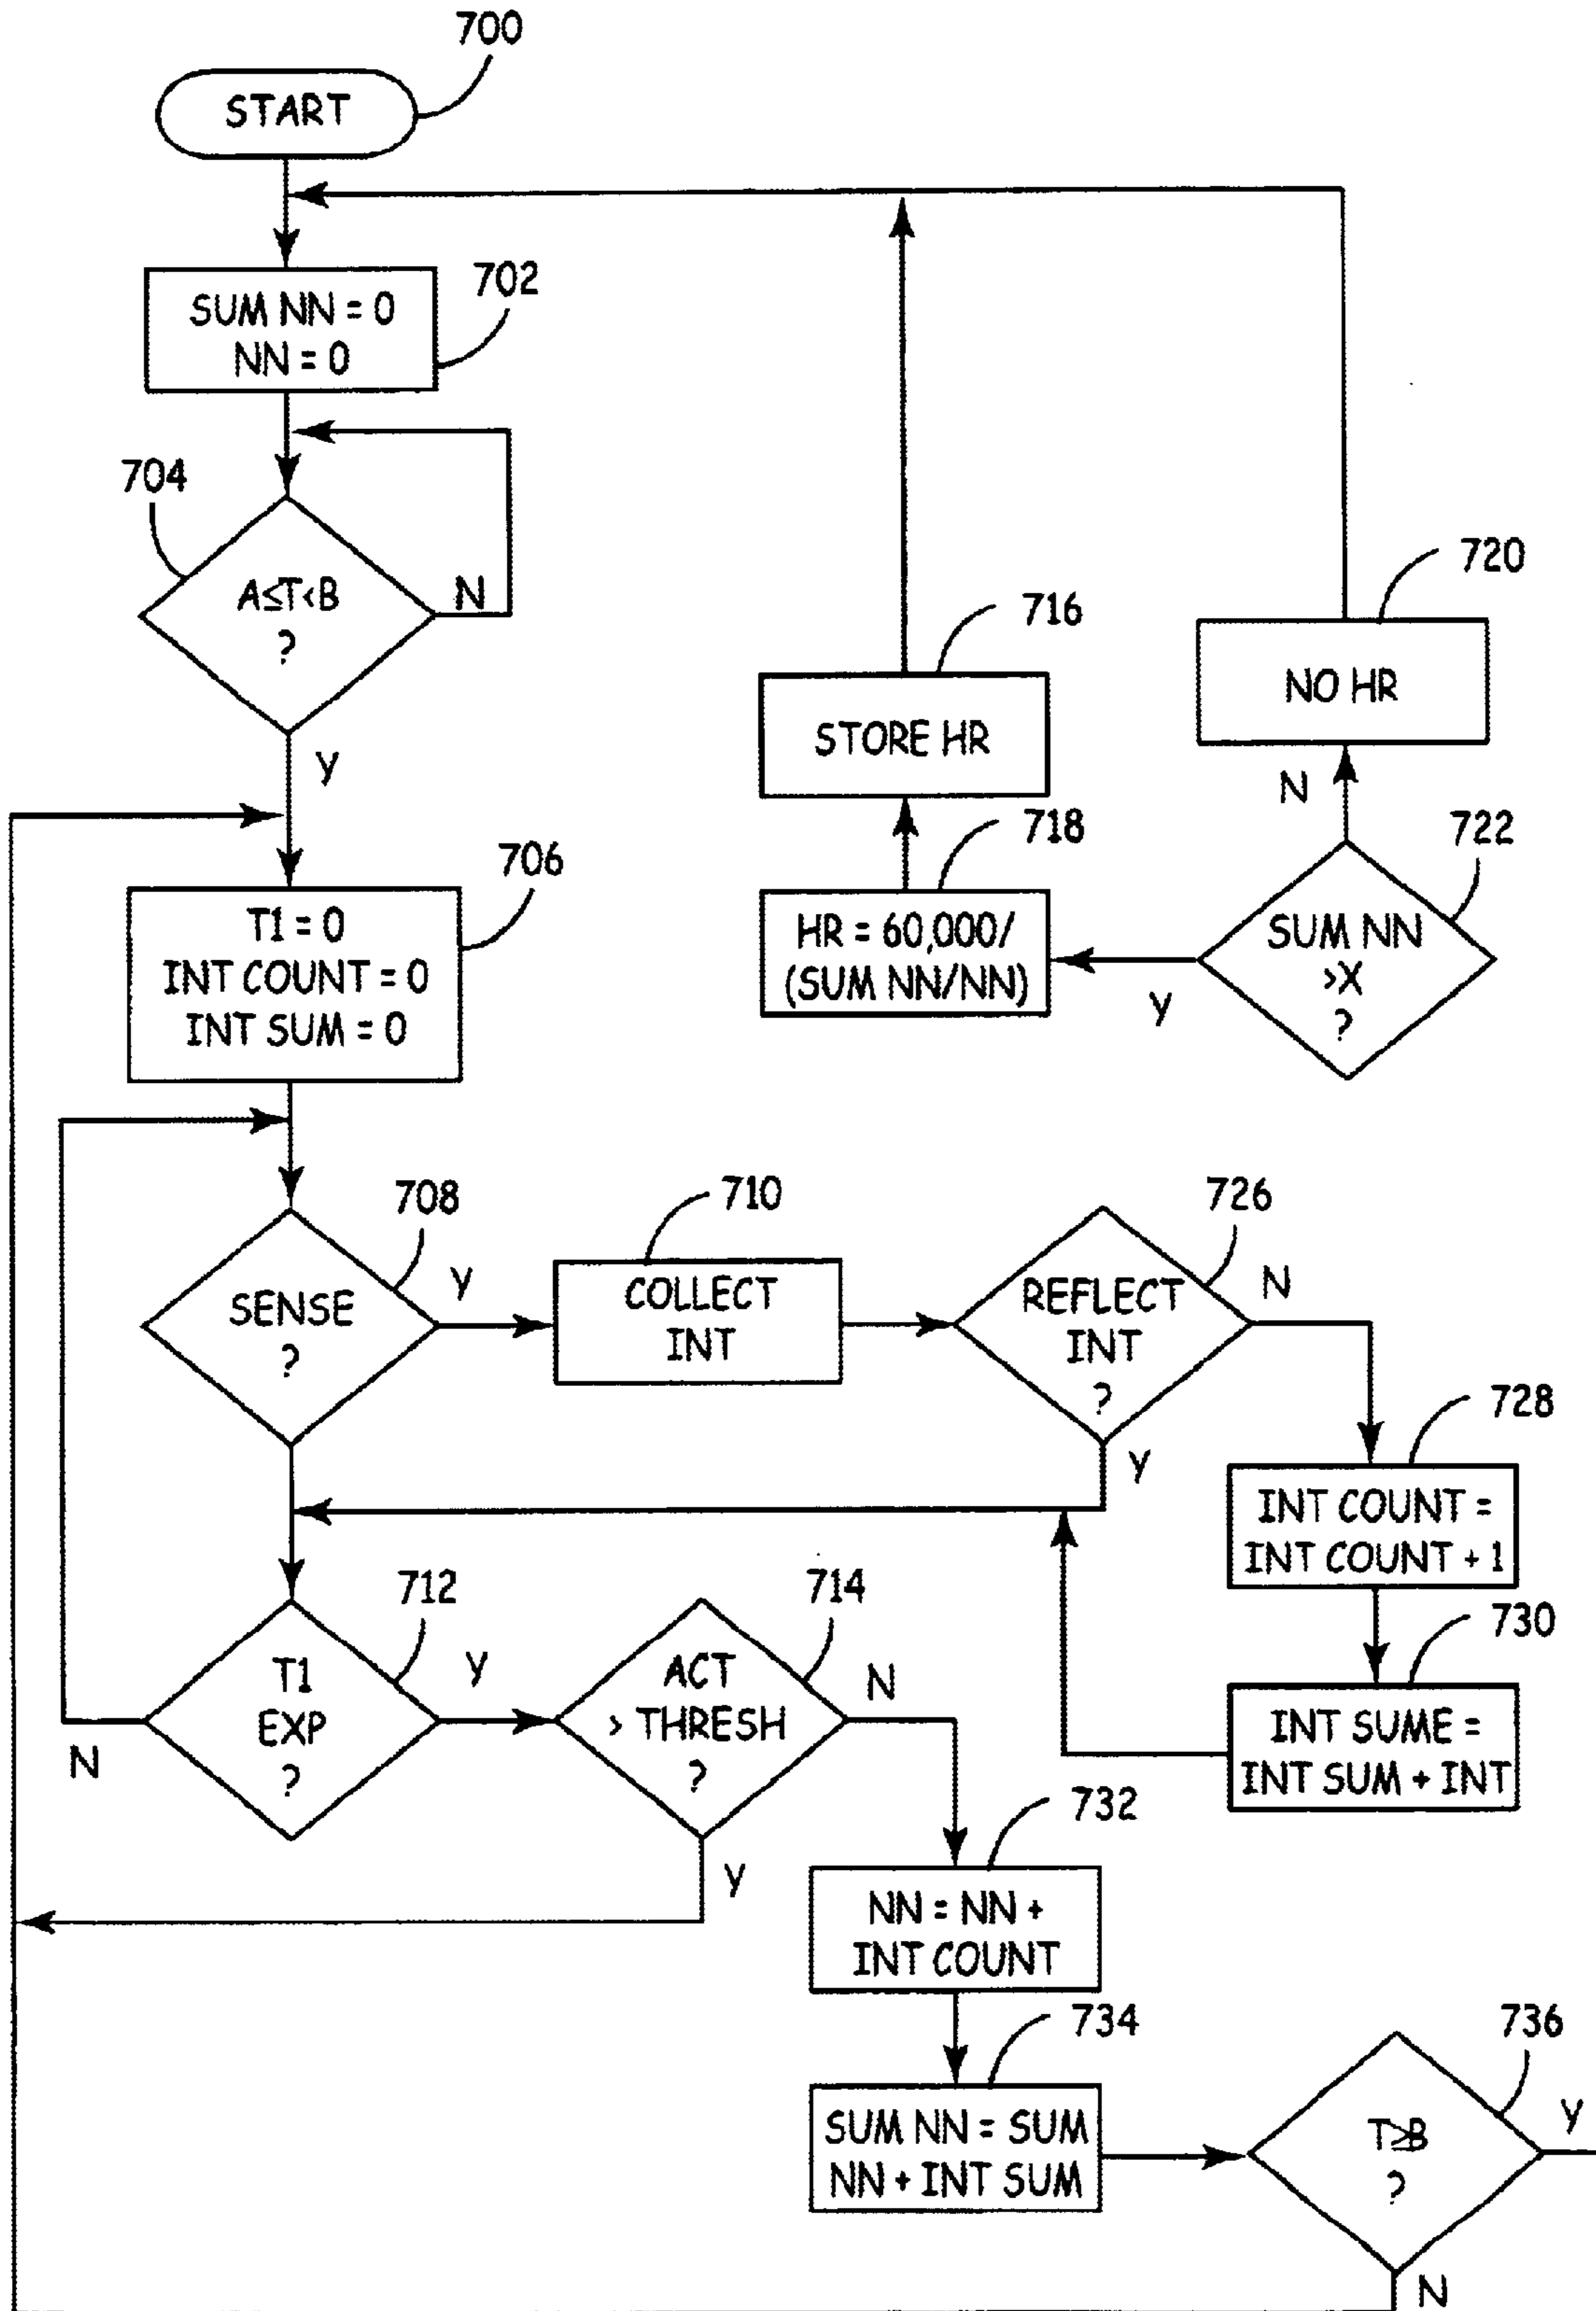 700
START
702
SUM NN = 0
NN = 0
704
A≤T<B
?
N
Y
720
716
NO HR
STORE HR
N
718
722
706
T1 = 0
INT COUNT = 0
INT SUM = 0
HR = 60,000/
(SUM NN/NN)
Y
SUM NN
>X
?
708
710
726
SENSE
?
Y
COLLECT
INT
REFLECT
INT
?
N
Y
728
INT COUNT =
INT COUNT + 1
712
714
730
T1
EXP
?
Y
N
ACT
> THRESH
?
N
Y
INT SUME =
INT SUM + INT
732
NN = NN +
INT COUNT
734
736
SUM NN = SUM
NN + INT SUM
T≥B
?
Y
N